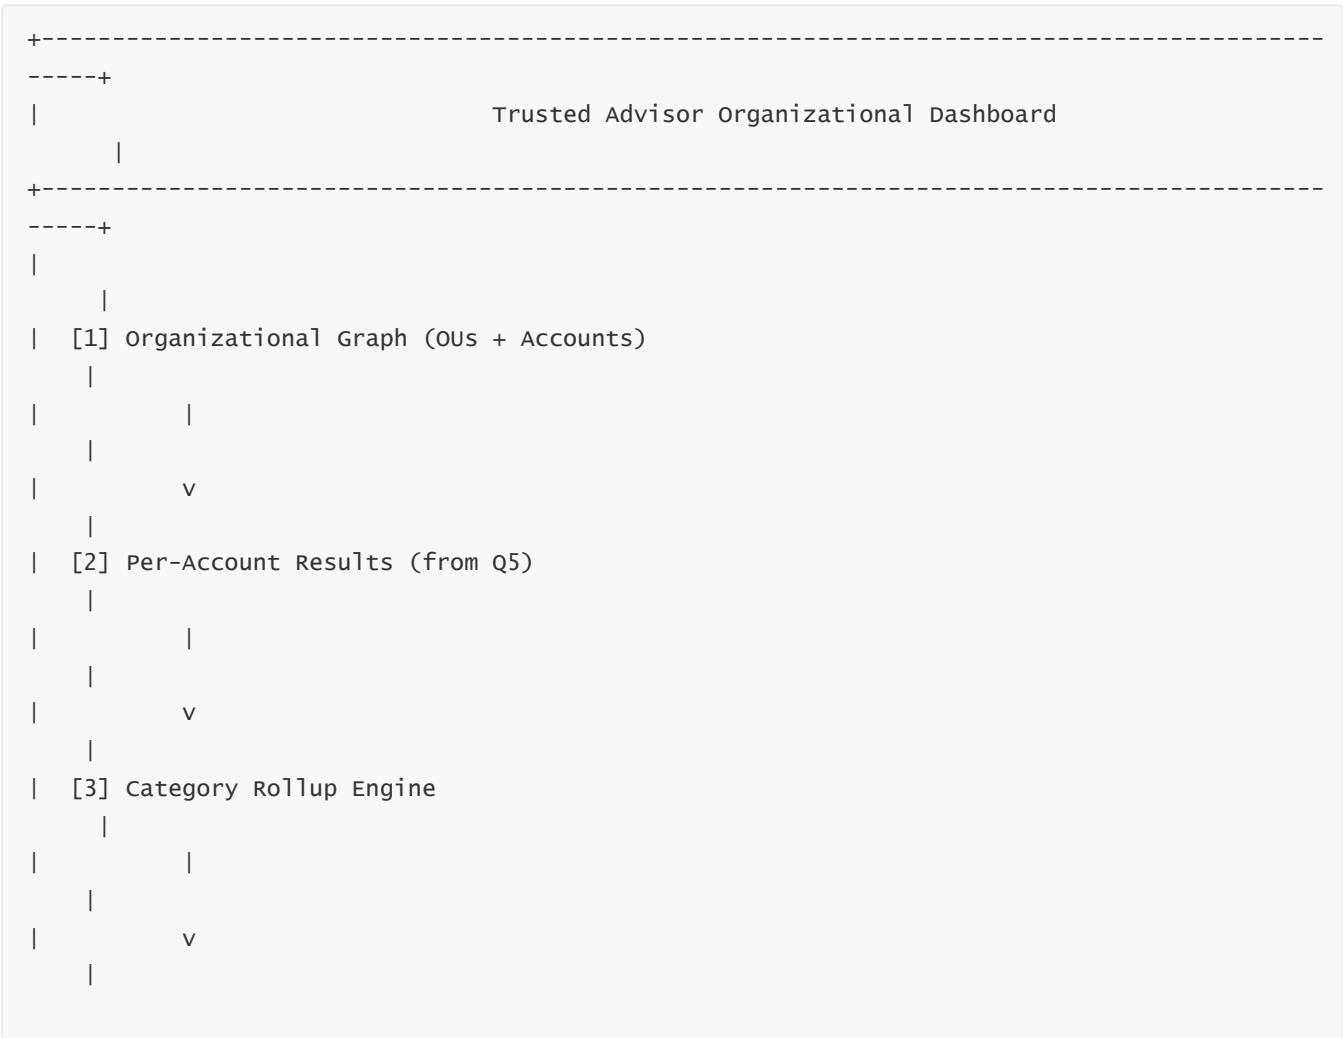 +-------------------------------------------------------------------------------------------
-----+
|                                Trusted Advisor Organizational Dashboard
      |
+-------------------------------------------------------------------------------------------
-----+
|
     |
|  [1] Organizational Graph (OUs + Accounts)
    |
|          |
    |
|          v
    |
|  [2] Per-Account Results (from Q5)
    |
|          |
    |
|          v
    |
|  [3] Category Rollup Engine
     |
|          |
    |
|          v
    |